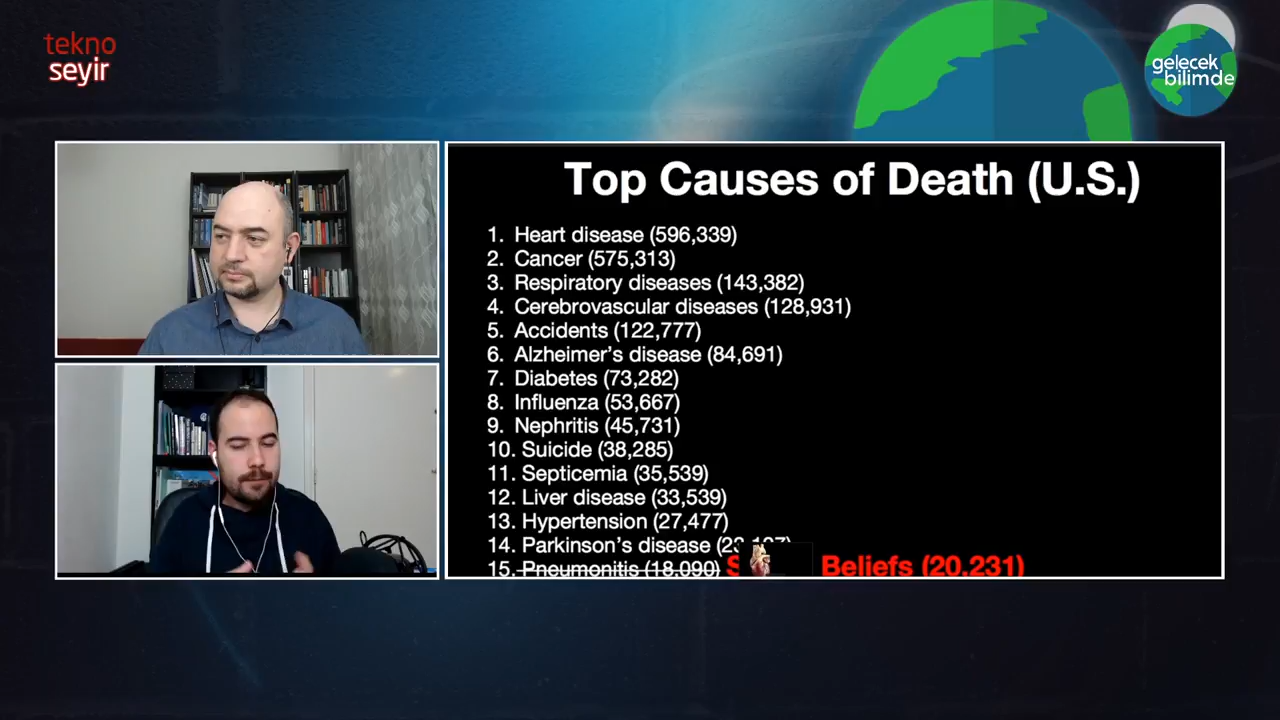 tekno
seyir
gelecek
bilimde
Top Causes of Death (U.S.)
1. Heart disease (596,339)
2. Cancer (575,313)
3. Respiratory diseases (143,382)
4. Cerebrovascular diseases (128,931)
5. Accidents (122,777)
6. Alzheimer's disease (84,691)
7. Diabetes (73,282)
8. Influenza (53,667)
9. Nephritis (45,731)
10. Suicide (38,285)
11. Septicemia (35,539)
12. Liver disease (33,539)
13. Hypertension (27,477)
14. Parkinson's disease
15. Pneumonitis (18,090) Beliefs (20,231)